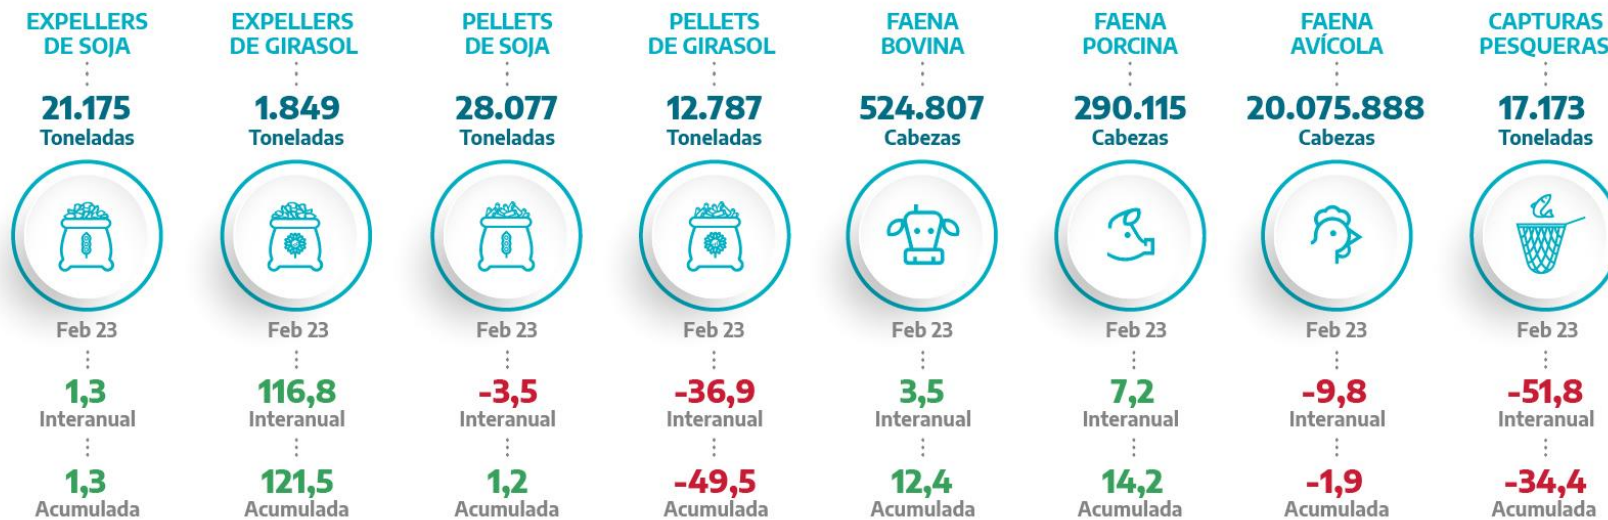 EXPELLERS
DE SOJA
21.175
Toneladas
Feb 23
1,3
Interanual
1,3
Acumulada
EXPELLERS
DE GIRASOL
1.849
Toneladas
Feb 23
116,8
Interanual
121,5
Acumulada
PELLETS
DE SOJA
28.077
Toneladas
Feb 23
-3,5
Interanual
1,2
Acumulada
PELLETS
DE GIRASOL
12.787
Toneladas
Feb 23
-36,9
Interanual
-49,5
Acumulada
FAENA
BOVINA
524.807
Cabezas
Feb 23
3,5
Interanual
12,4
Acumulada
FAENA
PORCINA
290.115
Cabezas
Feb 23
7,2
Interanual
14,2
Acumulada
FAENA
AVÍCOLA
20.075.888
Cabezas
Feb 23
-9,8
Interanual
-1,9
Acumulada
CAPTURAS
PESQUERAS
17.173
Toneladas
Feb 23
-51,8
Interanual
-34,4
Acumulada